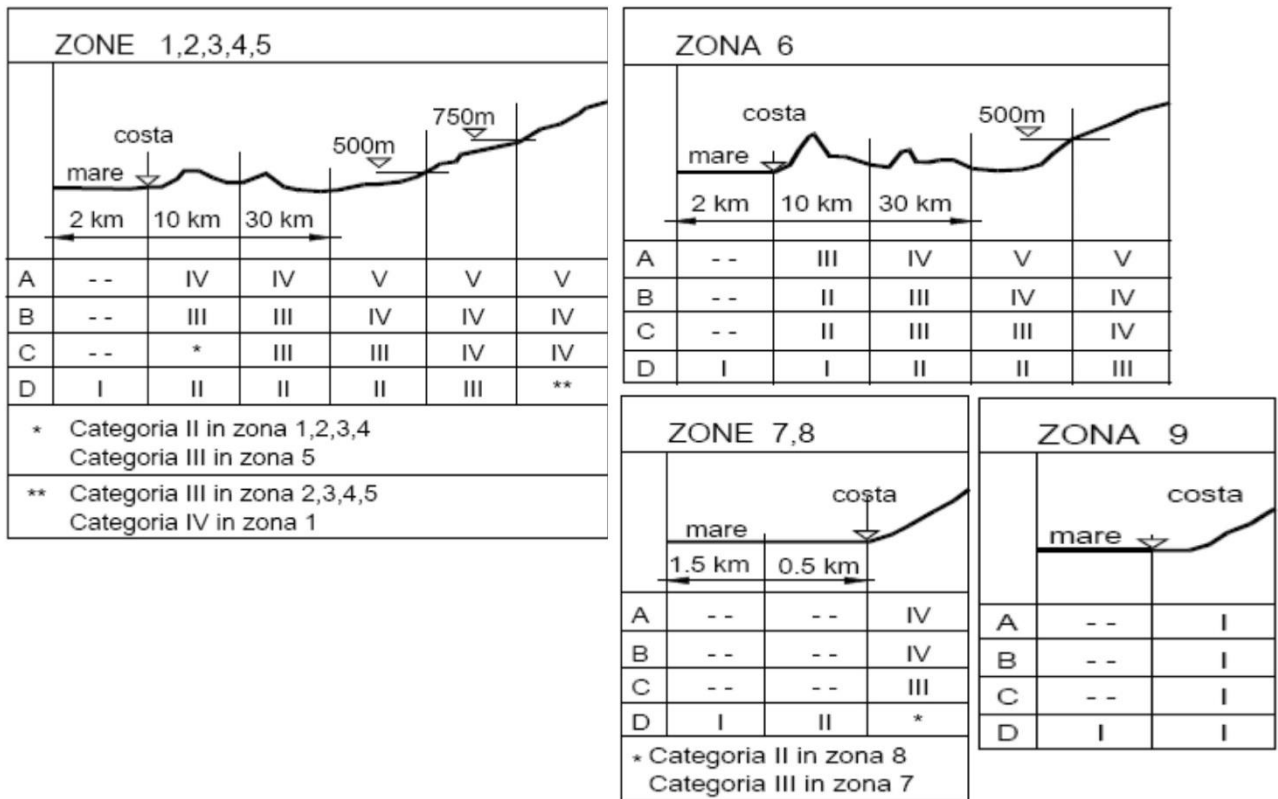 ZONE 1,2,3,4,5
costa
mare
500m
750m
2 km 10 km 30 km
A -- IV IV V V V
B -- III III IV IV IV
C -- * III III IV IV
D I II II II III **
* Categoria II in zona 1,2,3,4
Categoria III in zona 5
** Categoria III in zona 2,3,4,5
Categoria IV in zona 1
ZONA 6
costa
mare
500m
2 km 10 km 30 km
A -- III IV V V
B -- II III IV IV
C -- II III III IV
D I I II II III
ZONE 7,8
costa
mare
1.5 km 0.5 km
A -- -- IV
B -- -- IV
C -- -- III
D I II *
* Categoria II in zona 8
Categoria III in zona 7
ZONA 9
costa
mare
A -- I
B -- I
C -- I
D I I